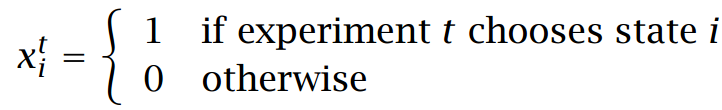 x_i^t = { 1 if experiment t chooses state i
0 otherwise